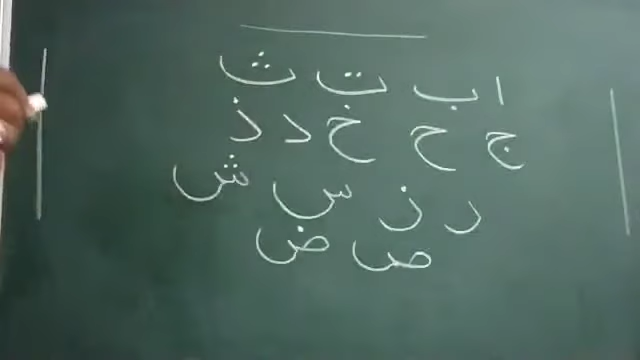 ا ب ت ث
ج ح خ د ذ
ر ز س ش
ص ض